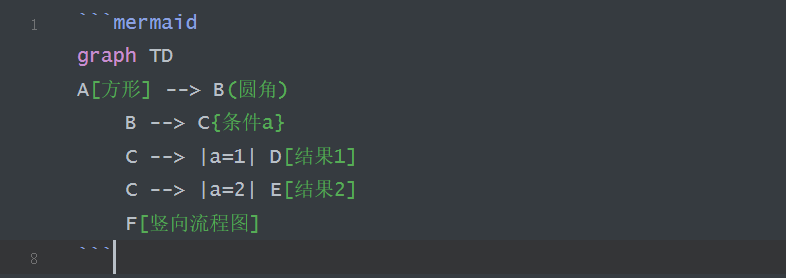 1 ```mermaid
graph TD
A[方形] --> B(圆角)
B --> C{条件a}
C --> |a=1| D[结果1]
C --> |a=2| E[结果2]
F[竖向流程图]
8 ```